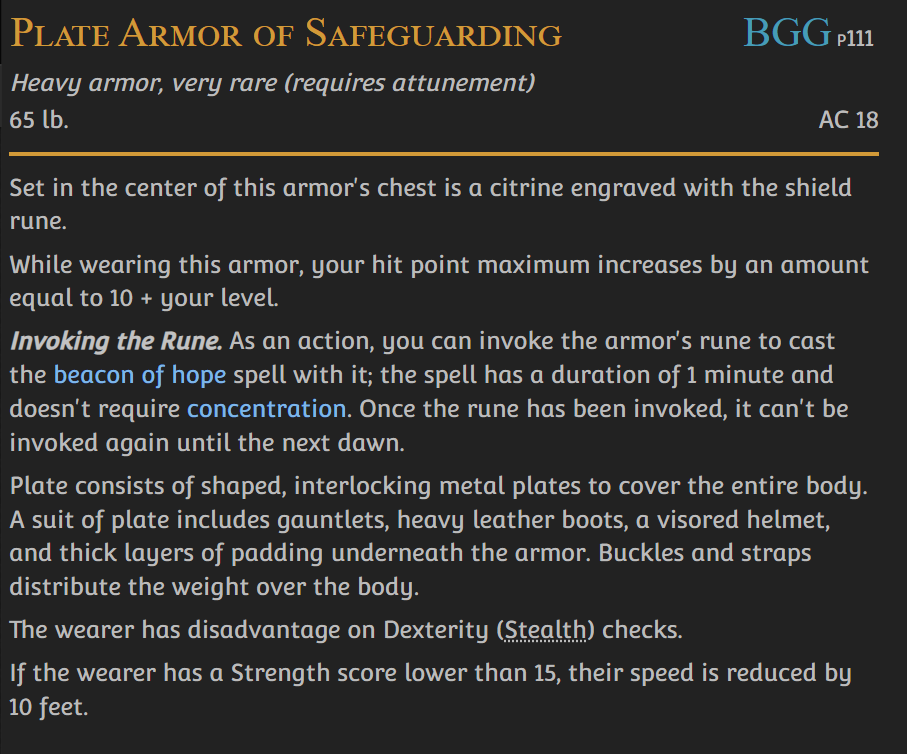 Plate Armor of Safeguarding BGG P111
Heavy armor, very rare (requires attunement)
65 lb. AC 18
Set in the center of this armor's chest is a citrine engraved with the shield
rune.
While wearing this armor, your hit point maximum increases by an amount
equal to 10 + your level.
Invoking the Rune. As an action, you can invoke the armor's rune to cast
the beacon of hope spell with it; the spell has a duration of 1 minute and
doesn't require concentration. Once the rune has been invoked, it can't be
invoked again until the next dawn.
Plate consists of shaped, interlocking metal plates to cover the entire body.
A suit of plate includes gauntlets, heavy leather boots, a visored helmet,
and thick layers of padding underneath the armor. Buckles and straps
distribute the weight over the body.
The wearer has disadvantage on Dexterity (Stealth) checks.
If the wearer has a Strength score lower than 15, their speed is reduced by
10 feet.